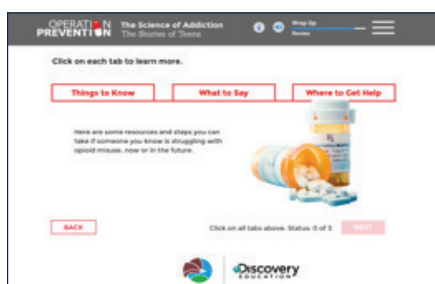 OPERATION
PREVENTION
The Science of Addiction
The Stories of Teens
Wrap Up
Review
Click on each tab to learn more.
Things to Know
What to Say
Where to Get Help
Here are some resources and steps you can
take if someone you know is struggling with
opioid misuse, now or in the future.
BACK
Click on all tabs above. Status: 0 of 3
NEXT
Discovery
EDUCATION